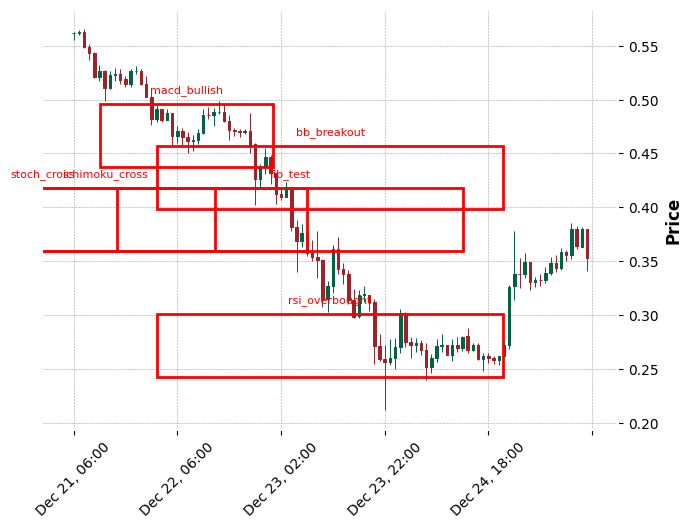 macd_bullish
bb_breakout
stoch_cross
ichimoku_cross
fib_test
rsi_overbought
0.55
0.50
0.45
0.40
0.35
0.30
0.25
0.20
Price
Dec 21, 06:00
Dec 22, 06:00
Dec 23, 02:00
Dec 23, 22:00
Dec 24, 18:00